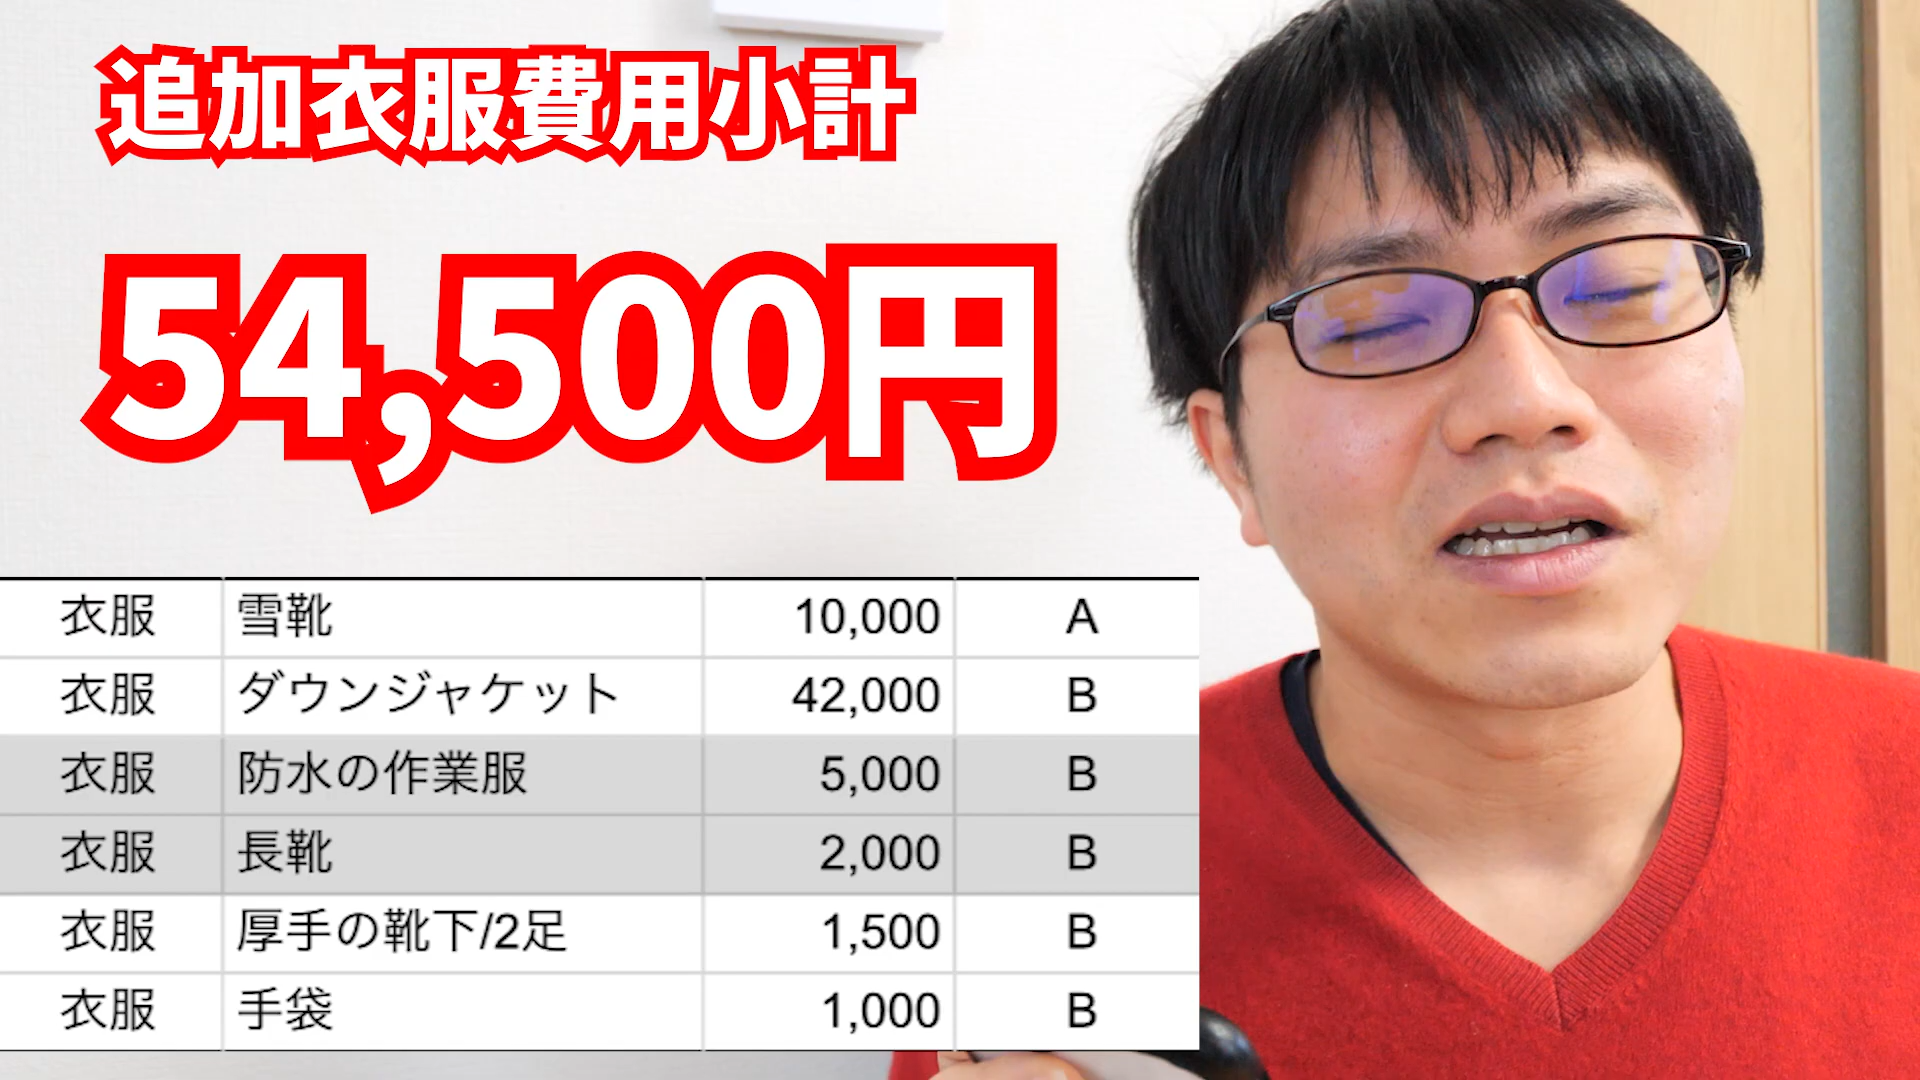 追加衣服費用小計
54,500円
衣服 雪靴 10,000 A
衣服 ダウンジャケット 42,000 B
衣服 防水の作業服 5,000 B
衣服 長靴 2,000 B
衣服 厚手の靴下/2足 1,500 B
衣服 手袋 1,000 B